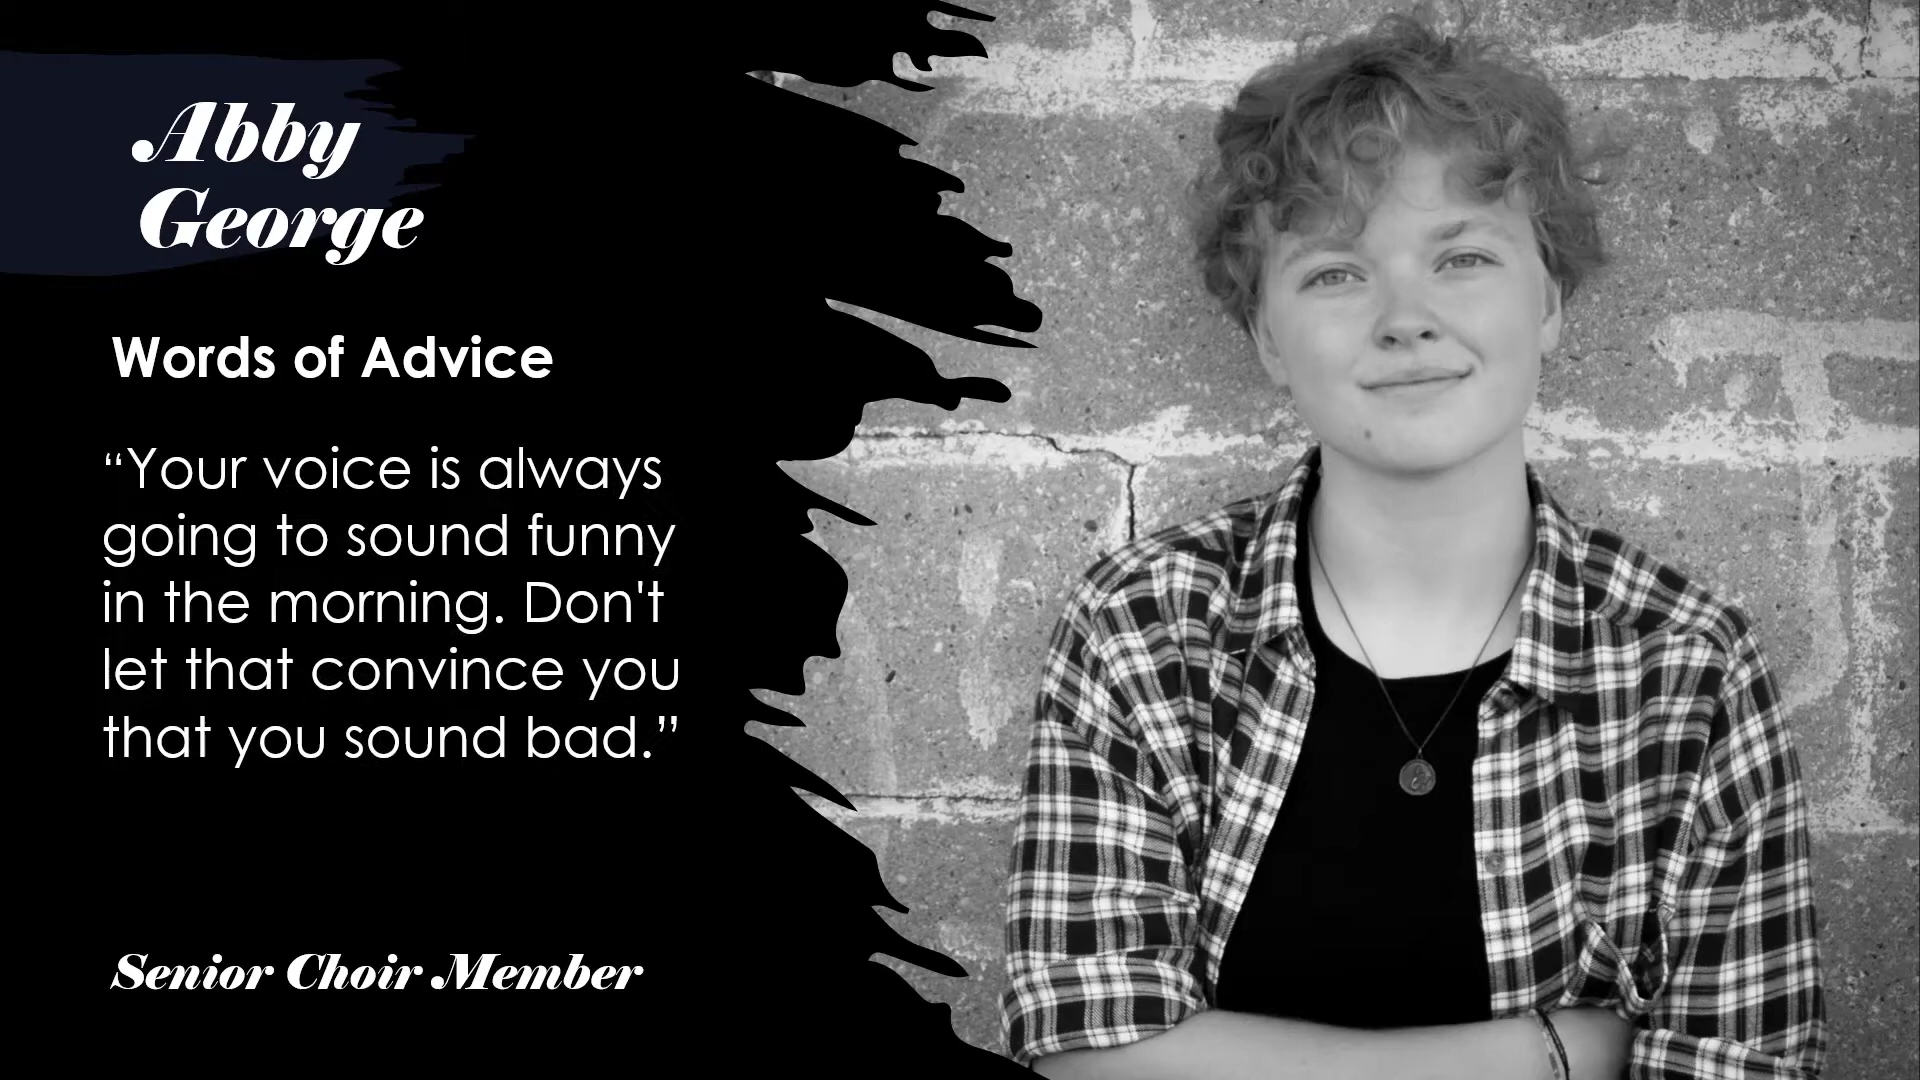 Abby
George
Words of Advice
“Your voice is always
going to sound funny
in the morning. Don't
let that convince you
that you sound bad.”
Senior Choir Member